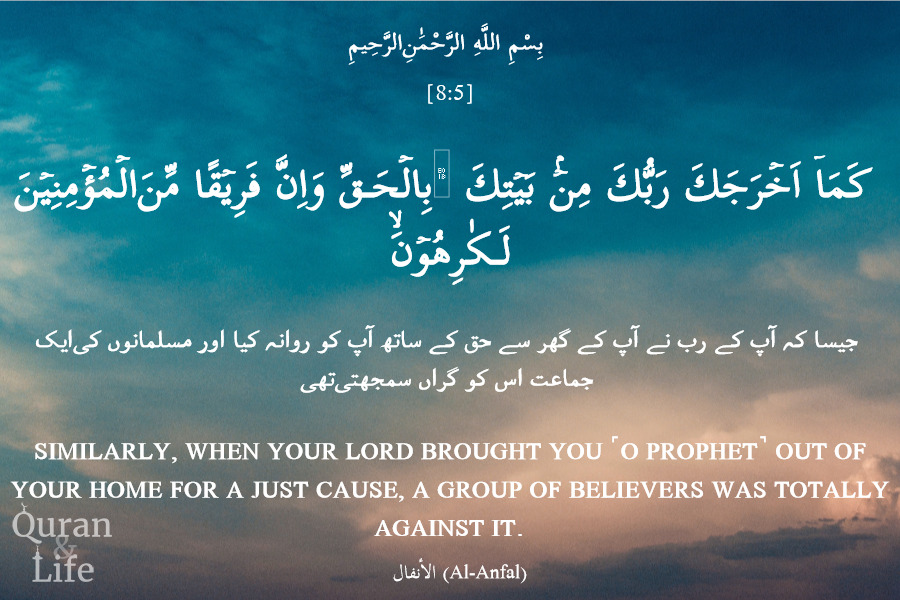 بِسْمِ اللَّهِ الرَّحْمَٰنِ الرَّحِيمِ
[8:5]
كَمَاۤ اَخۡرَجَكَ رَبُّكَ مِنۡۢ بَيۡتِكَ بِالۡحَـقِّ وَاِنَّ فَرِيۡقًا مِّنَ الۡمُؤۡمِنِيۡنَ
لَـكٰرِهُوۡنَۙ
جیسا کہ آپ کے رب نے آپ کے گھر سے حق کے ساتھ آپ کو روانہ کیا اور مسلمانوں کی ایک
جماعت اس کو گراں سمجھتی تھی
SIMILARLY, WHEN YOUR LORD BROUGHT YOU ˹O PROPHET˺ OUT OF
YOUR HOME FOR A JUST CAUSE, A GROUP OF BELIEVERS WAS TOTALLY
AGAINST IT.
الأنفال (Al-Anfal)
Quran
&
Life